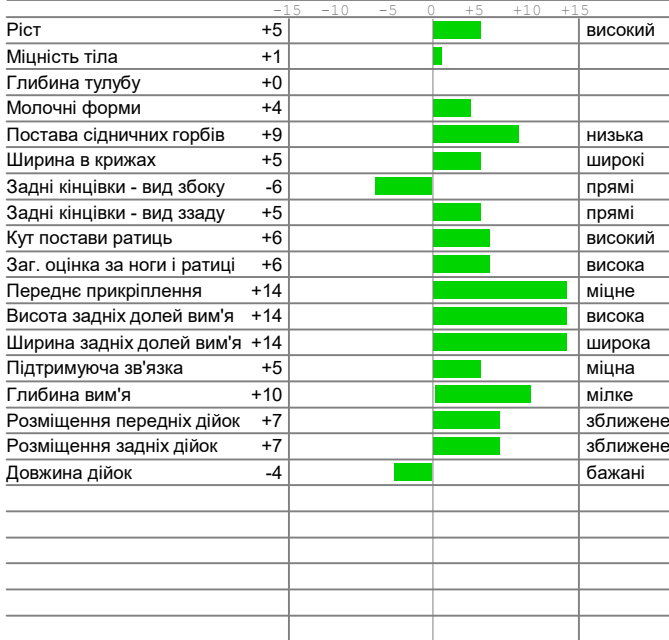 -15 -10 -5 0 +5 +10 +15
Ріст +5 високий
Міцність тіла +1
Глибина тулубу +0
Молочні форми +4
Постава сідничних горбів +9 низька
Ширина в крижах +5 широкі
Задні кінцівки - вид збоку -6 прямі
Задні кінцівки - вид ззаду +5 прямі
Кут постави ратиць +6 високий
Заг. оцінка за ноги і ратиці +6 висока
Переднє прикріплення +14 міцне
Висота задніх долей вим'я +14 висока
Ширина задніх долей вим'я +14 широка
Підтримуюча зв'язка +5 міцна
Глибина вим'я +10 мілке
Розміщення передніх дійок +7 зближене
Розміщення задніх дійок +7 зближене
Довжина дійок -4 бажані